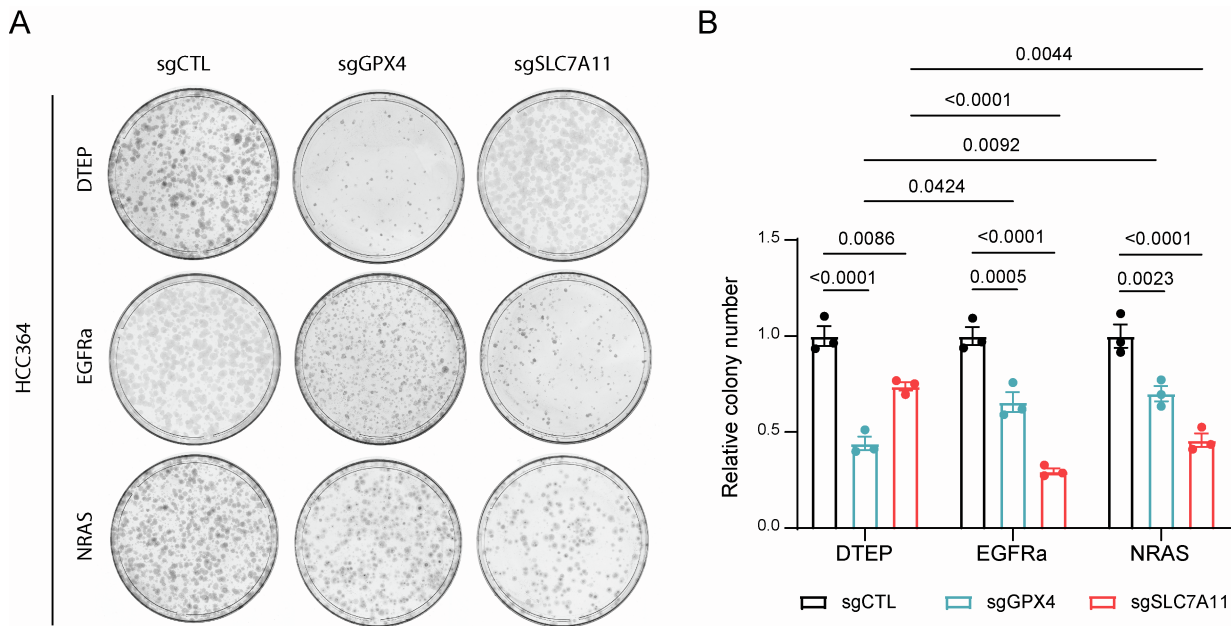 A
sgCTL
sgGPX4
sgSLC7A11
HCC364
DTEP
EGFRa
NRAS
B
0.0044
<0.0001
0.0092
0.0424
0.0086
<0.0001
<0.0001
<0.0001
0.0005
0.0023
Relative colony number
1.5
1.0
0.5
0.0
DTEP
EGFRa
NRAS
sgCTL
sgGPX4
sgSLC7A11